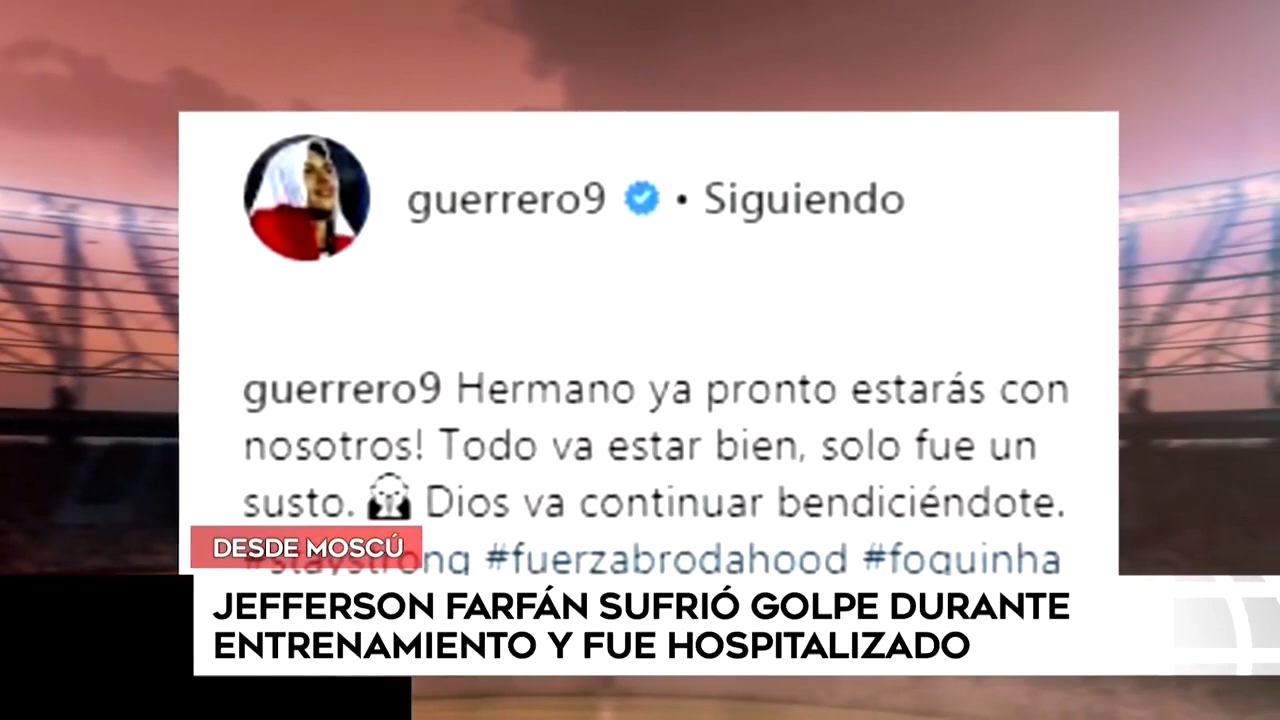 guerrero9 • Siguiendo
guerrero9 Hermano ya pronto estarás con
nosotros! Todo va estar bien, solo fue un
susto. Dios va continuar bendiciéndote.
#staystrong #fuerzabrodahood #foquinha
DESDE MOSCÚ
JEFFERSON FARFÁN SUFRIÓ GOLPE DURANTE
ENTRENAMIENTO Y FUE HOSPITALIZADO